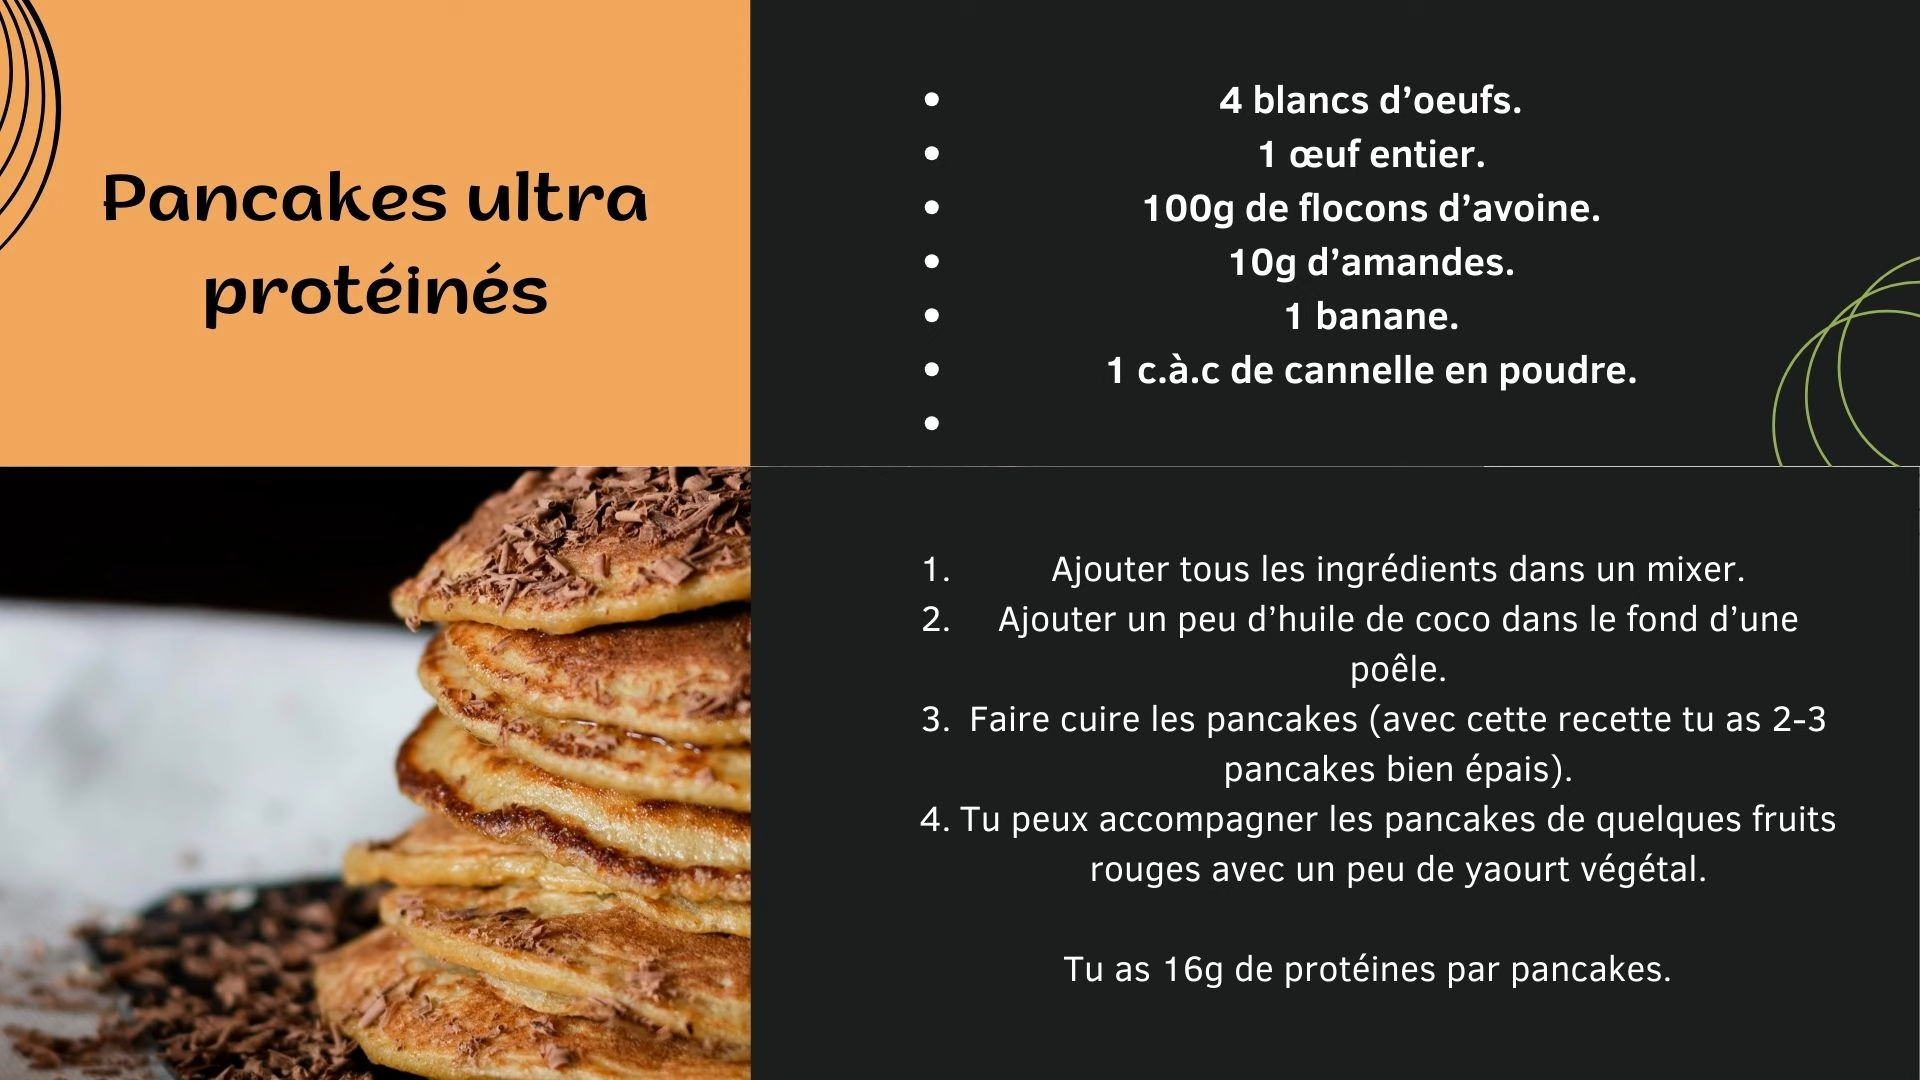 Pancakes ultra
protéinés
• 4 blancs d’oeufs.
• 1 œuf entier.
• 100g de flocons d’avoine.
• 10g d’amandes.
• 1 banane.
• 1 c.à.c de cannelle en poudre.
•
1. Ajouter tous les ingrédients dans un mixer.
2. Ajouter un peu d’huile de coco dans le fond d’une
poêle.
3. Faire cuire les pancakes (avec cette recette tu as 2-3
pancakes bien épais).
4. Tu peux accompagner les pancakes de quelques fruits
rouges avec un peu de yaourt végétal.
Tu as 16g de protéines par pancakes.